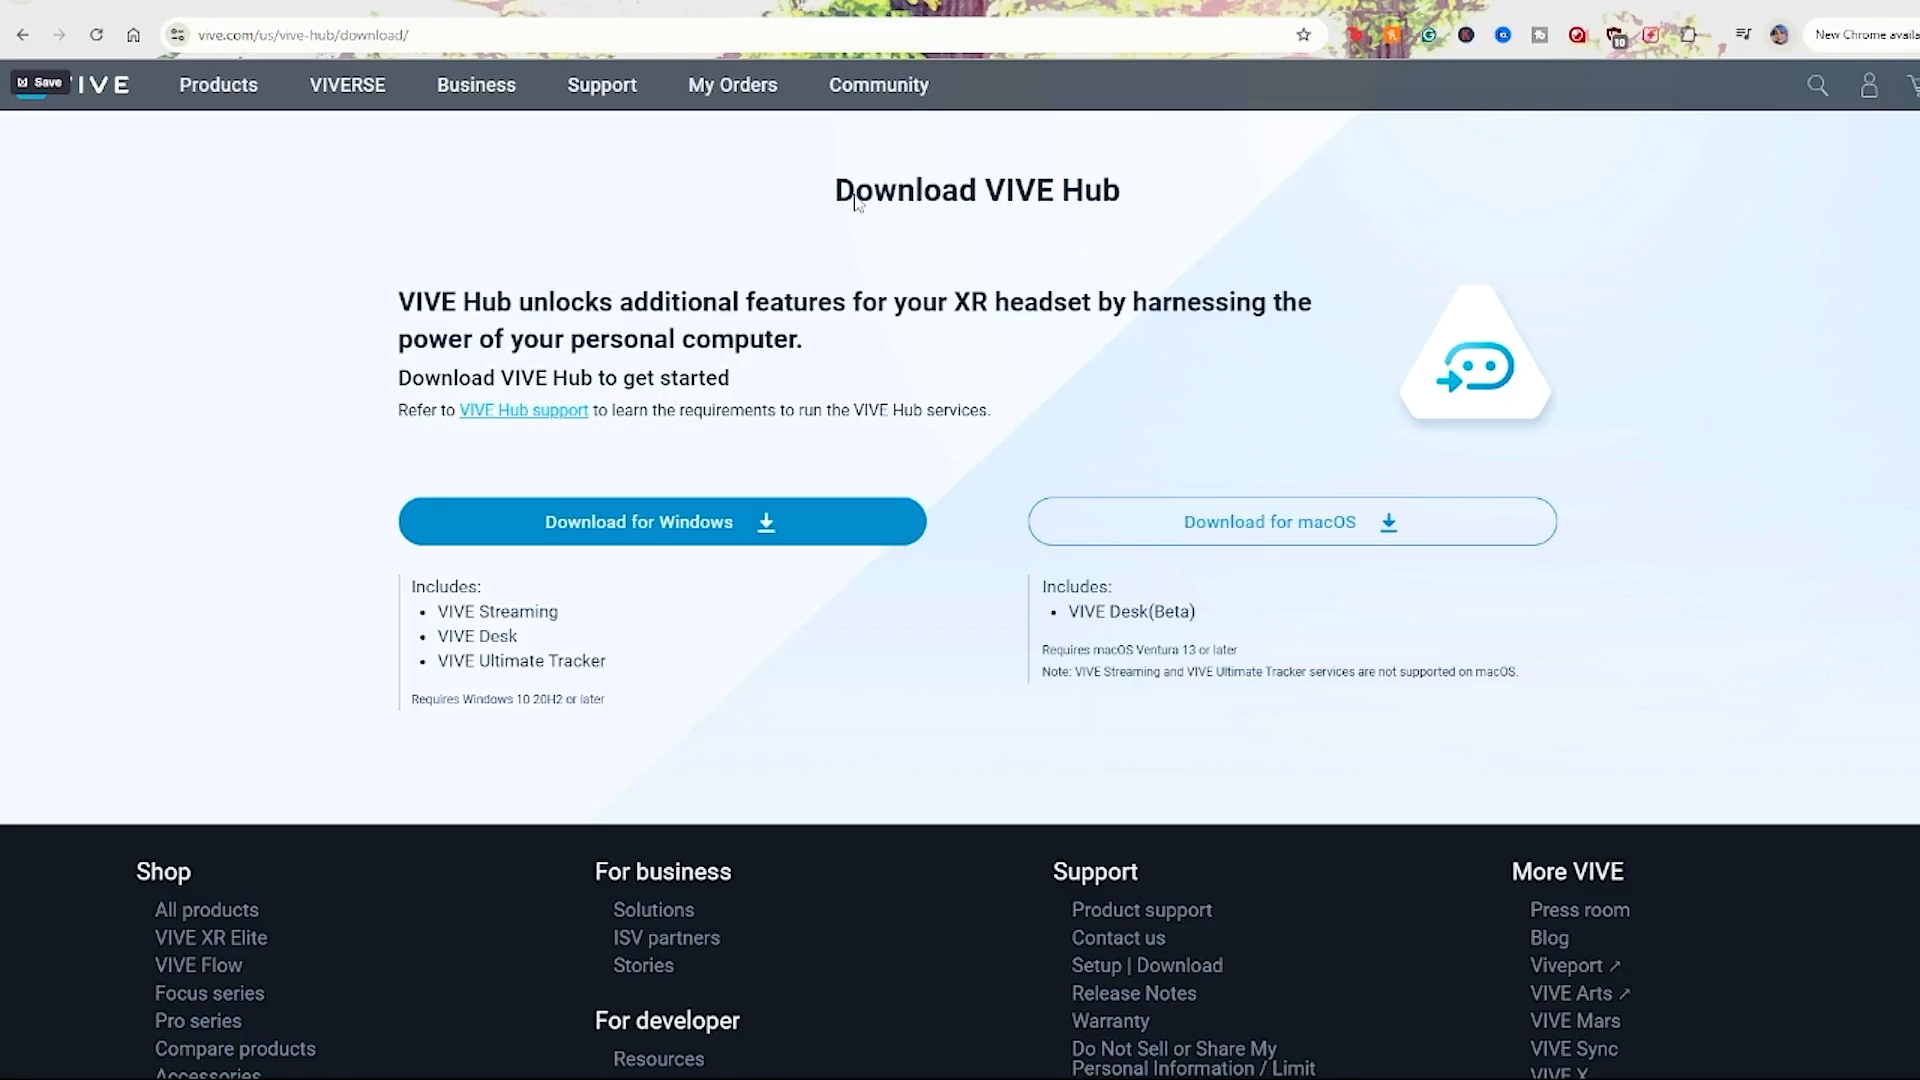 vive.com/us/vive-hub/download/
New Chrome availa
Save
IVE
Products
VIVERSE
Business
Support
My Orders
Community
Download VIVE Hub
VIVE Hub unlocks additional features for your XR headset by harnessing the
power of your personal computer.
Download VIVE Hub to get started
Refer to VIVE Hub support to learn the requirements to run the VIVE Hub services.
Download for Windows
Includes:
• VIVE Streaming
• VIVE Desk
• VIVE Ultimate Tracker
Requires Windows 10 20H2 or later
Download for macOS
Includes:
• VIVE Desk(Beta)
Requires macOS Ventura 13 or later
Note: VIVE Streaming and VIVE Ultimate Tracker services are not supported on macOS.
Shop
All products
VIVE XR Elite
VIVE Flow
Focus series
Pro series
Compare products
Accessories
For business
Solutions
ISV partners
Stories
For developer
Resources
Support
Product support
Contact us
Setup | Download
Release Notes
Warranty
Do Not Sell or Share My
Personal Information / Limit
More VIVE
Press room
Blog
Viveport ↗
VIVE Arts ↗
VIVE Mars
VIVE Sync
VIVE X